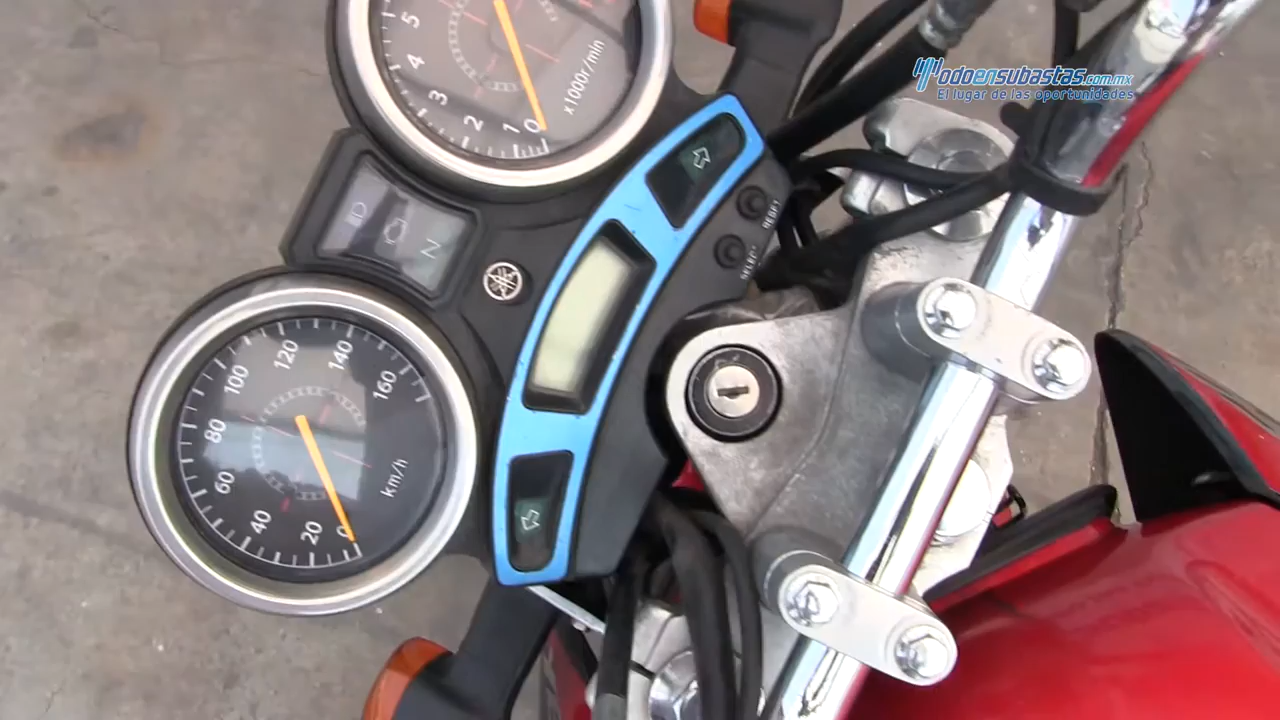 5
4
3
2
1
0
x1000r/min
Modoensubastas.com.mx
El lugar de las oportunidades
RESET
SELECT
N
0
20
40
60
80
100
120
140
160
km/h